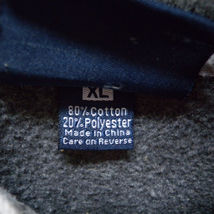 XL
80% Cotton
20% Polyester
Made in China
Care on Reverse